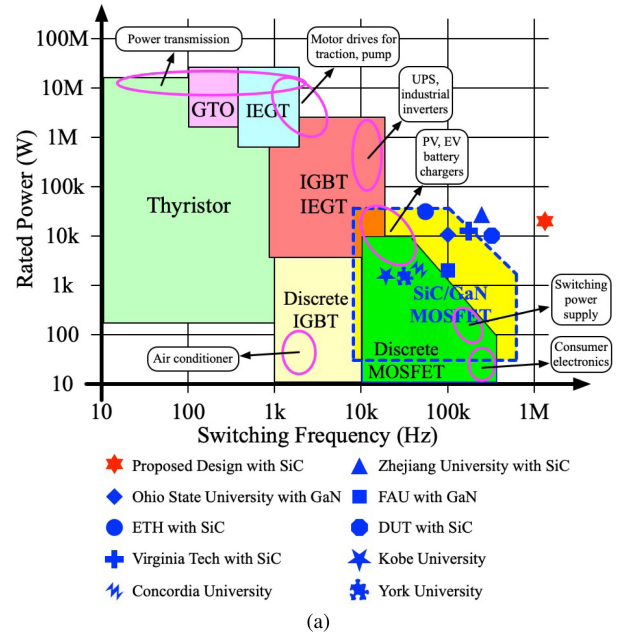 100M
10M
1M
100k
10k
1k
100
10
Rated Power (W)
Power transmission
Motor drives for
traction, pump
UPS,
industrial
inverters
PV, EV
battery
chargers
GTO
IEGT
Thyristor
IGBT
IEGT
Discrete
IGBT
SiC/GaN
MOSFET
Discrete
MOSFET
Switching
power
supply
Consumer
electronics
Air conditioner
10
100
1k
10k
100k
1M
Switching Frequency (Hz)
Proposed Design with SiC
Zhejiang University with SiC
Ohio State University with GaN
FAU with GaN
ETH with SiC
DUT with SiC
Virginia Tech with SiC
Kobe University
Concordia University
York University
(a)